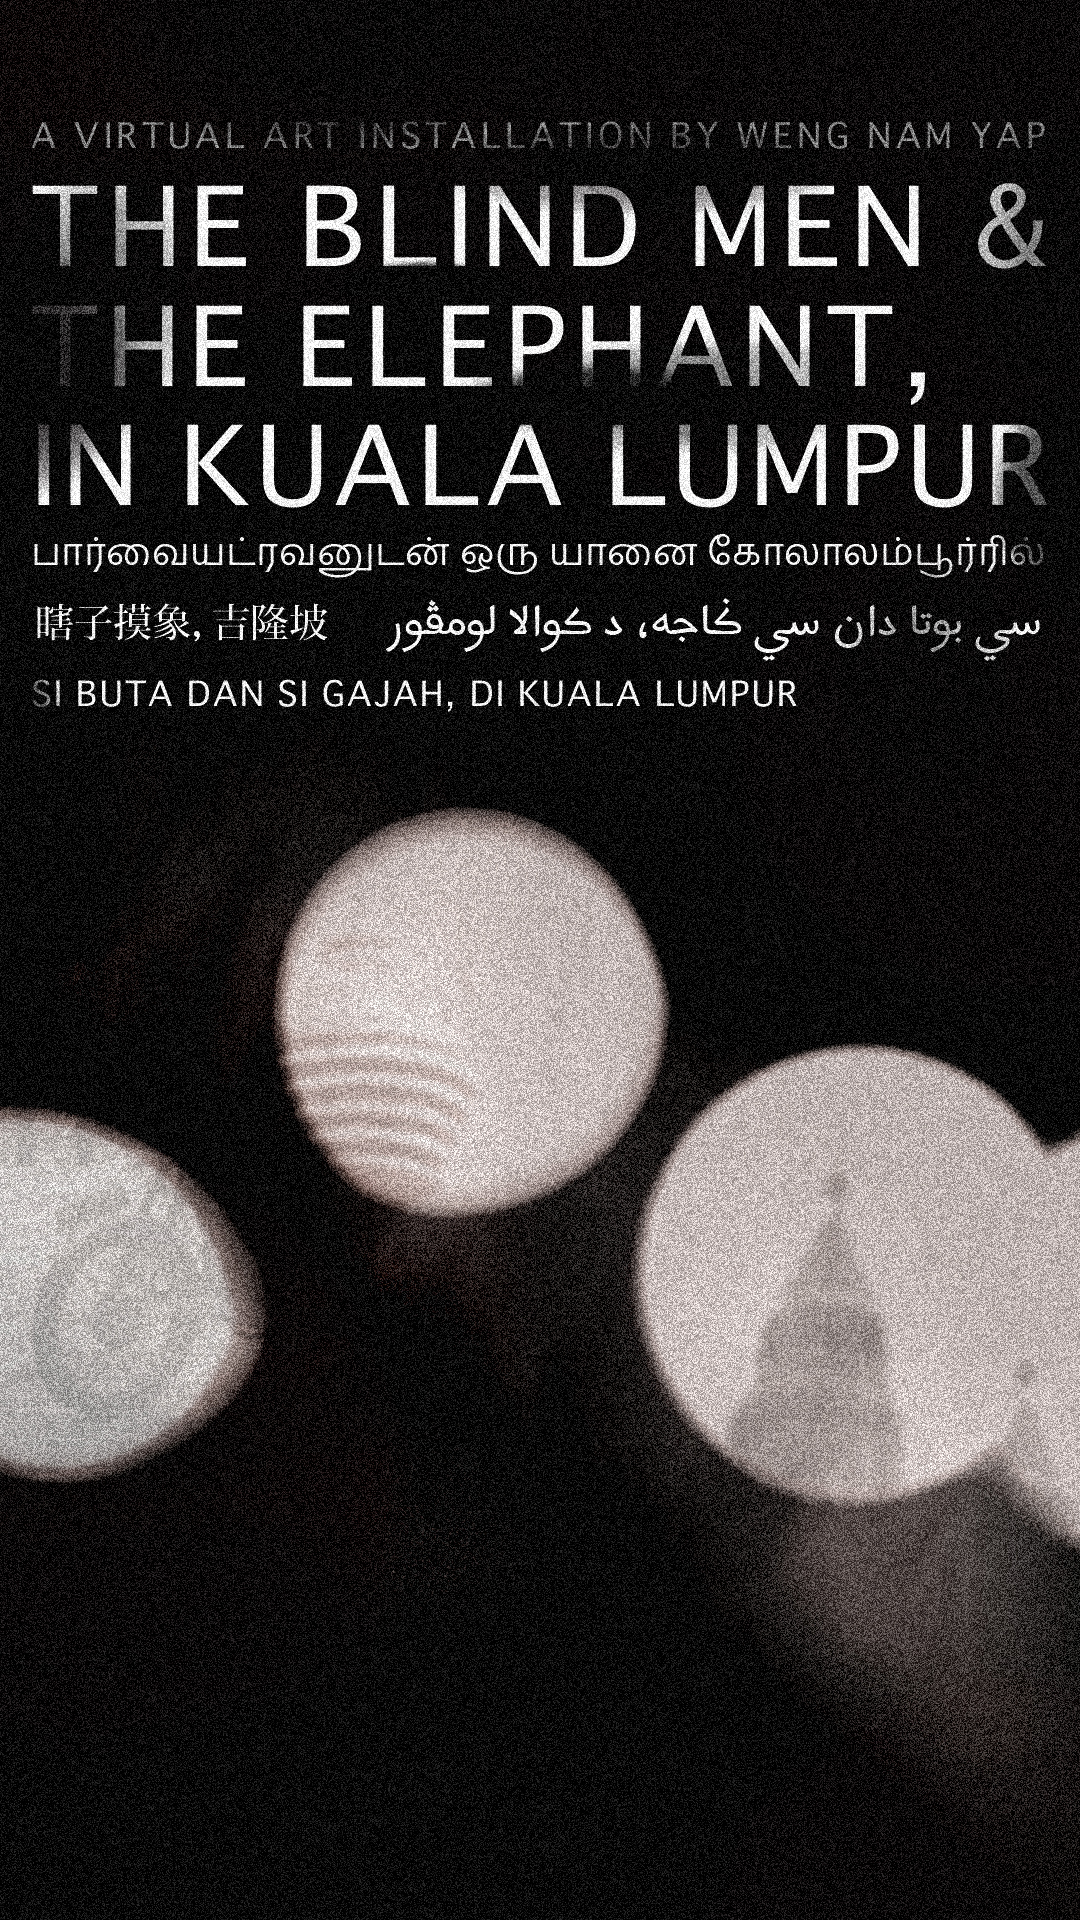 A VIRTUAL ART INSTALLATION BY WENG NAM YAP
THE BLIND MEN &
THE ELEPHANT,
IN KUALA LUMPUR
பார்வையட்ரவனுடன் ஒரு யானை கோலாலம்பூர்ரில்
瞎子摸象, 吉隆坡
سي بوتا دان سي ݢاجه، د كوالا لومڤور
SI BUTA DAN SI GAJAH, DI KUALA LUMPUR